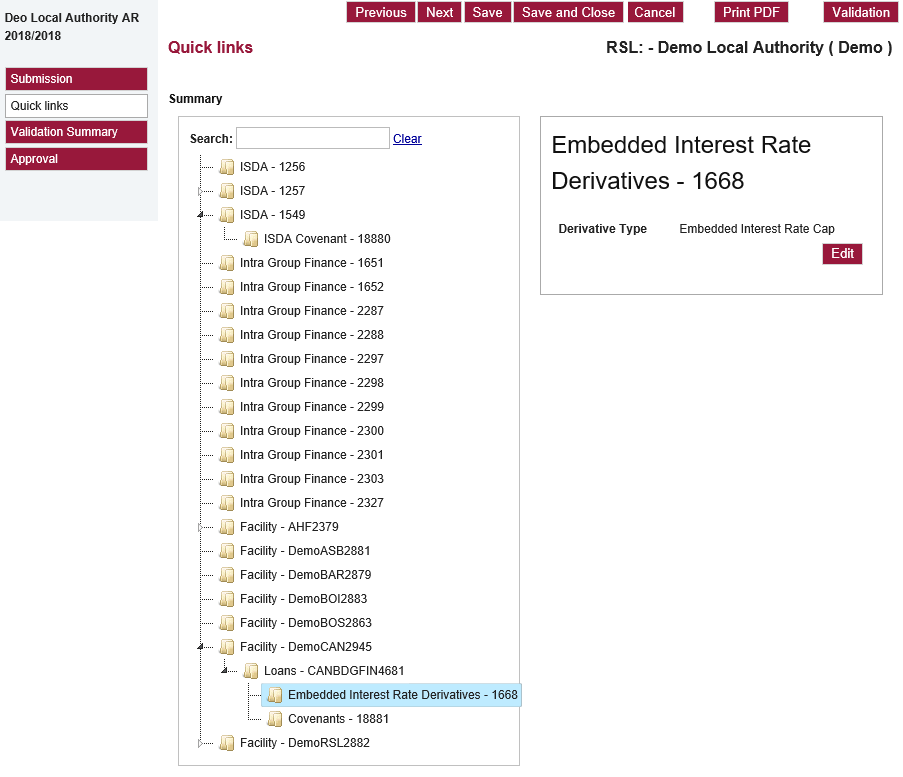 Deo Local Authority AR
2018/2018
Submission
Quick links
Validation Summary
Approval
Previous Next Save Save and Close Cancel Print PDF Validation
Quick links
RSL: - Demo Local Authority ( Demo )
Summary
Search: Clear
ISDA - 1256
ISDA - 1257
ISDA - 1549
ISDA Covenant - 18880
Intra Group Finance - 1651
Intra Group Finance - 1652
Intra Group Finance - 2287
Intra Group Finance - 2288
Intra Group Finance - 2297
Intra Group Finance - 2298
Intra Group Finance - 2299
Intra Group Finance - 2300
Intra Group Finance - 2301
Intra Group Finance - 2303
Intra Group Finance - 2327
Facility - AHF2379
Facility - DemoASB2881
Facility - DemoBAR2879
Facility - DemoBOI2883
Facility - DemoBOS2863
Facility - DemoCAN2945
Loans - CANBDGFIN4681
Embedded Interest Rate Derivatives - 1668
Covenants - 18881
Facility - DemoRSL2882
Embedded Interest Rate
Derivatives - 1668
Derivative Type Embedded Interest Rate Cap
Edit